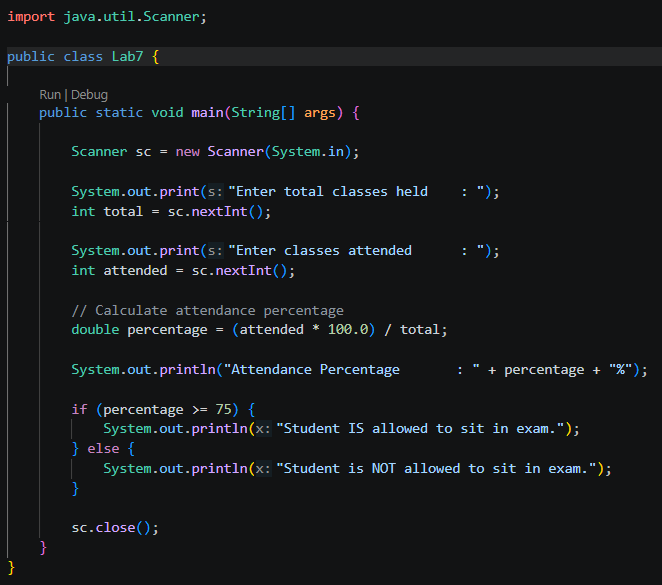 import java.util.Scanner;
public class Lab7 {
Run | Debug
public static void main(String[] args) {
Scanner sc = new Scanner(System.in);
System.out.print(s: "Enter total classes held    : ");
int total = sc.nextInt();
System.out.print(s: "Enter classes attended      : ");
int attended = sc.nextInt();
// Calculate attendance percentage
double percentage = (attended * 100.0) / total;
System.out.println("Attendance Percentage       : " + percentage + "%");
if (percentage >= 75) {
System.out.println(x: "Student IS allowed to sit in exam.");
} else {
System.out.println(x: "Student is NOT allowed to sit in exam.");
}
sc.close();
}
}